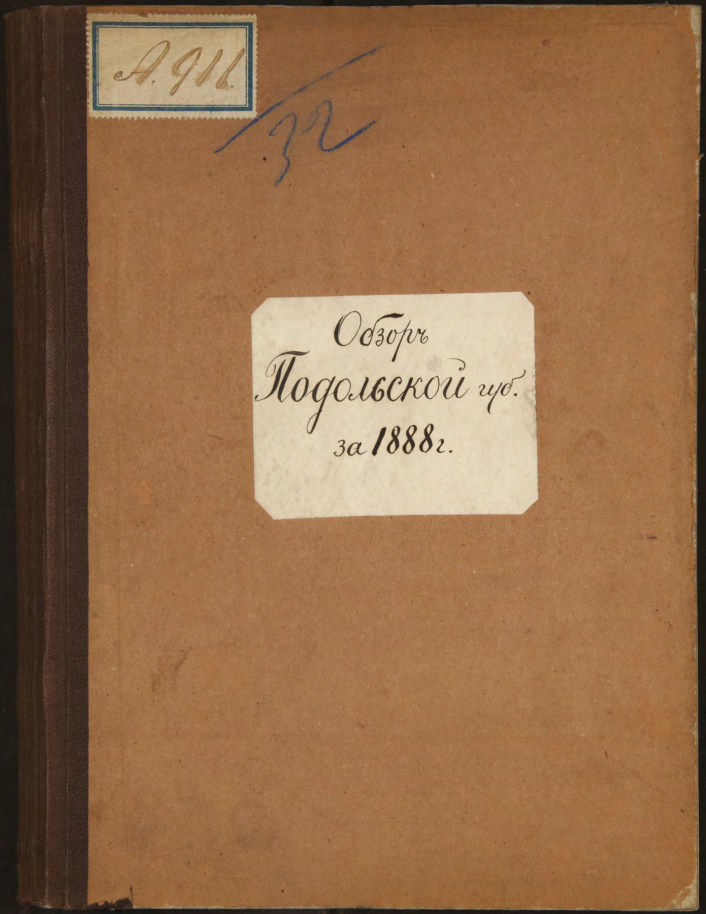 А. 911.
32
Обзоръ
Подольской губ.
за 1888 г.